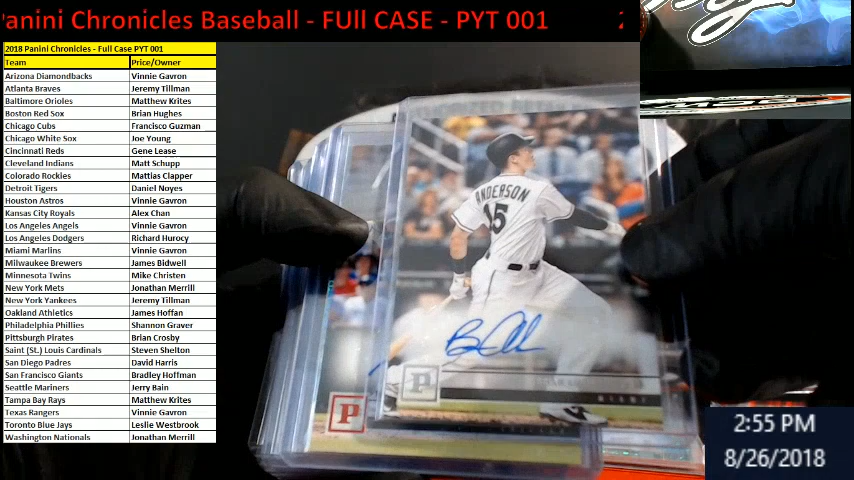 Panini Chronicles Baseball - FUll CASE - PYT 001
2018 Panini Chronicles - Full Case PYT 001
Team Price/Owner
Arizona Diamondbacks Vinnie Gavron
Atlanta Braves Jeremy Tillman
Baltimore Orioles Matthew Krites
Boston Red Sox Brian Hughes
Chicago Cubs Francisco Guzman
Chicago White Sox Joe Young
Cincinnati Reds Gene Lease
Cleveland Indians Matt Schupp
Colorado Rockies Mattias Clapper
Detroit Tigers Daniel Noyes
Houston Astros Vinnie Gavron
Kansas City Royals Alex Chan
Los Angeles Angels Vinnie Gavron
Los Angeles Dodgers Richard Hurocy
Miami Marlins Vinnie Gavron
Milwaukee Brewers James Bidwell
Minnesota Twins Mike Christen
New York Mets Jonathan Merrill
New York Yankees Jeremy Tillman
Oakland Athletics James Hoffan
Philadelphia Phillies Shannon Graver
Pittsburgh Pirates Brian Crosby
Saint (St.) Louis Cardinals Steven Shelton
San Diego Padres David Harris
San Francisco Giants Bradley Hoffman
Seattle Mariners Jerry Bain
Tampa Bay Rays Matthew Krites
Texas Rangers Vinnie Gavron
Toronto Blue Jays Leslie Westbrook
Washington Nationals Jonathan Merrill
ANDERSON
15
P
P
MIAMI
2:55 PM
8/26/2018